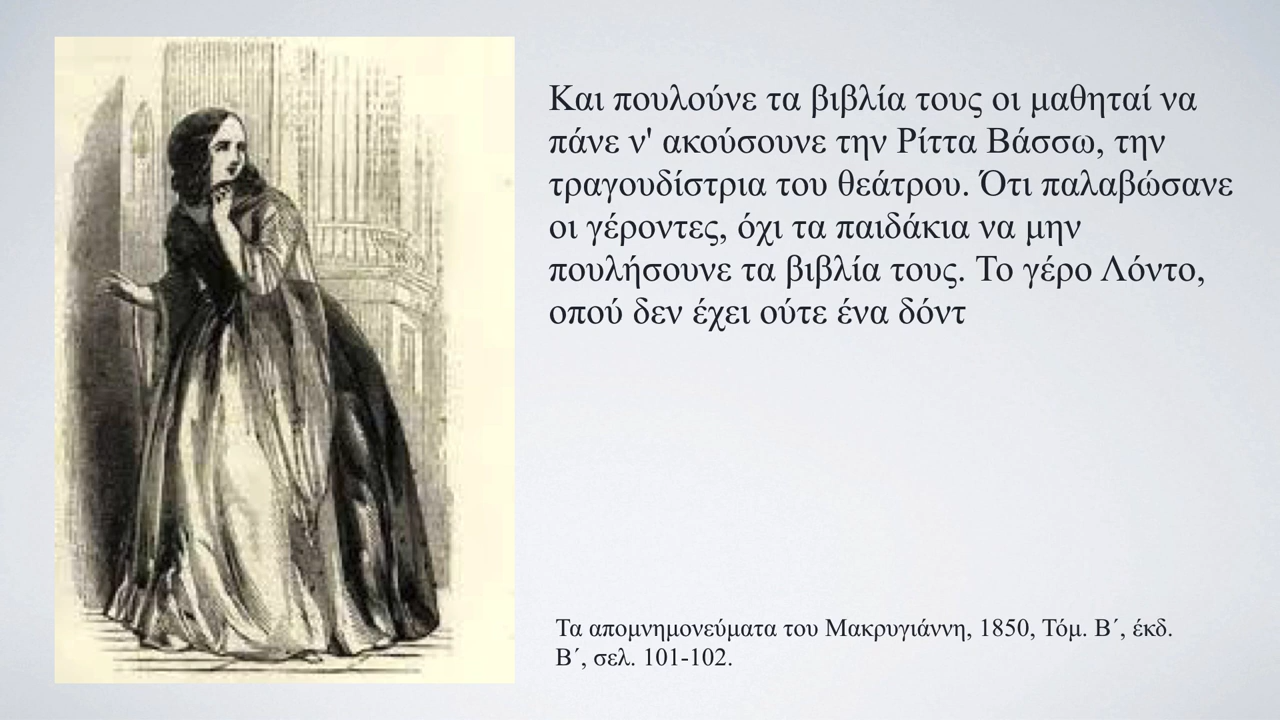 Και πουλούνε τα βιβλία τους οι μαθηταί να
πάνε ν' ακούσουνε την Ρίττα Βάσσω, την
τραγουδίστρια του θεάτρου. Ότι παλαβώσανε
οι γέροντες, όχι τα παιδάκια να μην
πουλήσουνε τα βιβλία τους. Το γέρο Λόντο,
οπού δεν έχει ούτε ένα δόντ
Τα απομνημονεύματα του Μακρυγιάννη, 1850, Τόμ. Β΄, έκδ.
Β΄, σελ. 101-102.